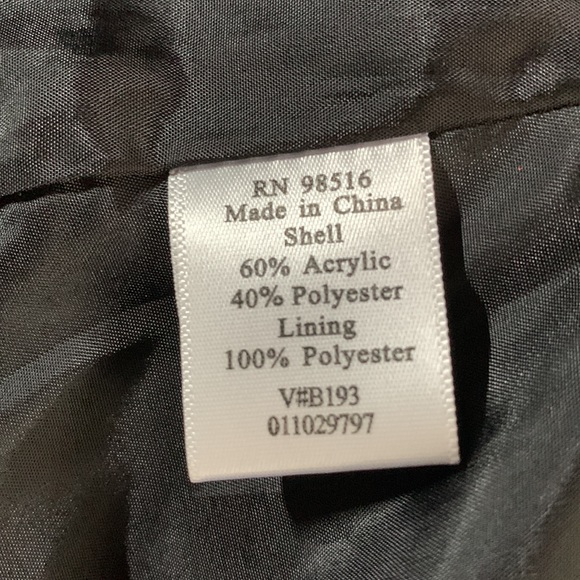 RN 98516
Made in China
Shell
60% Acrylic
40% Polyester
Lining
100% Polyester
V#B193
011029797